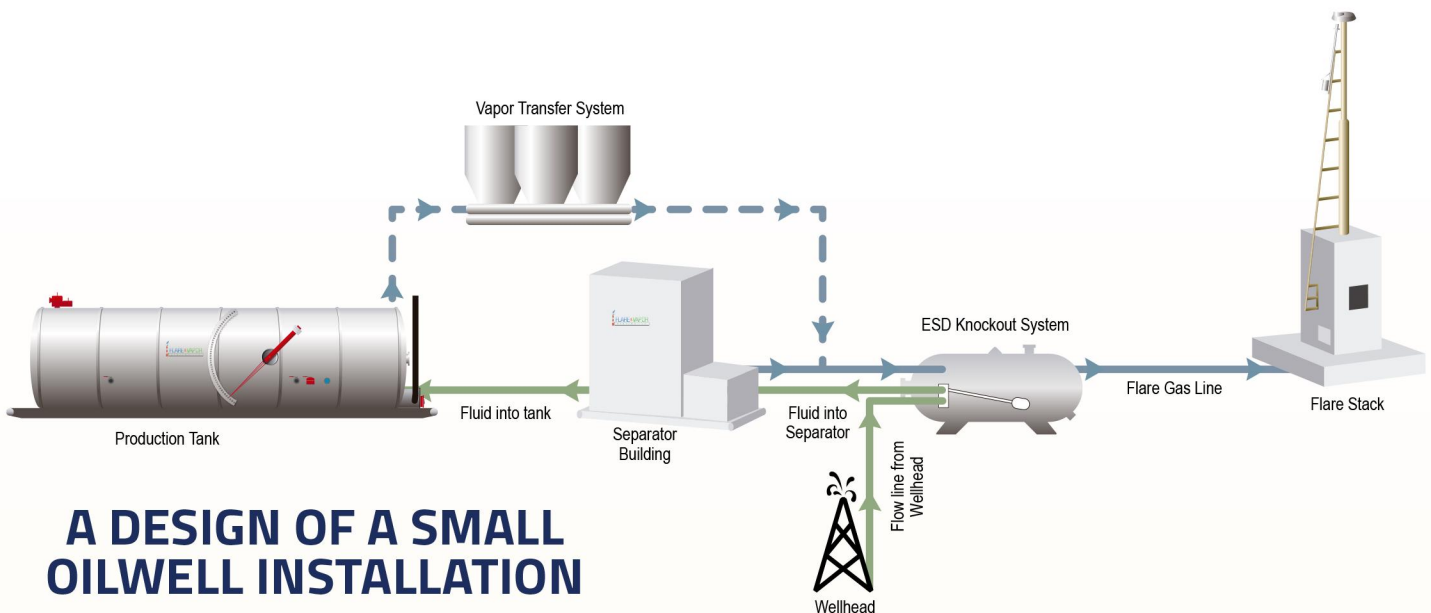 Vapor Transfer System
ESD Knockout System
Flare Gas Line
Flare Stack
Fluid into tank
Fluid into
Separator
Production Tank
Separator
Building
Flow line from
Wellhead
A DESIGN OF A SMALL
OILWELL INSTALLATION
Wellhead